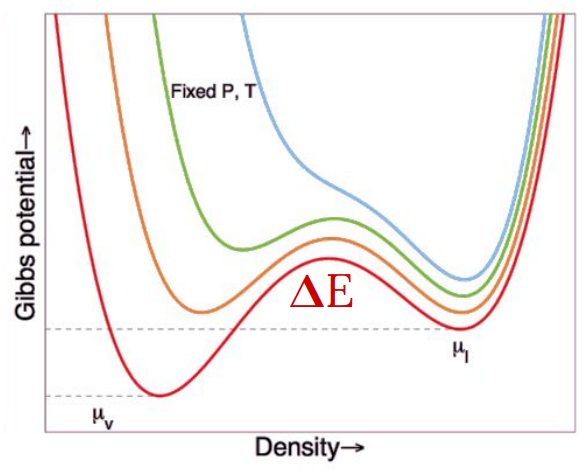 Gibbs potential→
Fixed P, T
ΔE
μl
μv
Density→